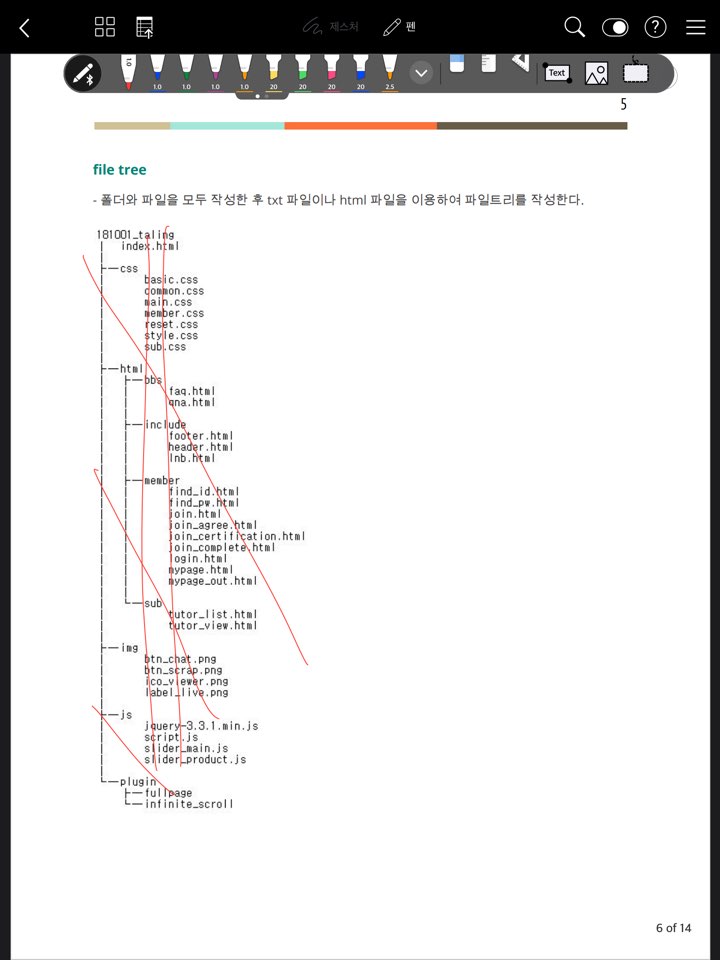 제스처 펜
1.0 1.0 1.0 1.0 1.0 20 20 20 20 2.5 Text
5
file tree
- 폴더와 파일을 모두 작성한 후 txt 파일이나 html 파일을 이용하여 파일트리를 작성한다.
181001_taling
index.html
css
basic.css
common.css
main.css
member.css
reset.css
style.css
sub.css
html
bbs
faq.html
qna.html
include
footer.html
header.html
lnb.html
member
find_id.html
find_pw.html
join.html
join_agree.html
join_certification.html
join_complete.html
login.html
mypage.html
mypage_out.html
sub
tutor_list.html
tutor_view.html
img
btn_chat.png
btn_scrap.png
ico_viewer.png
label_live.png
js
jquery-3.3.1.min.js
script.js
slider_main.js
slider_product.js
plugin
fullpage
infinite_scroll
6 of 14